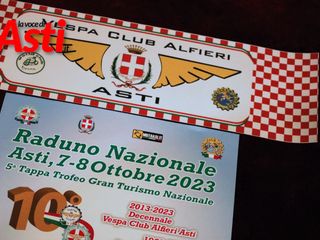 la voce di
Asti
VESPA CLUB ALFIERI
ASTI
Raduno Nazionale
Asti, 7-8 Ottobre 2023
5ª Tappa Trofeo Gran Turismo Nazionale
10°
2013-2023
Decennale
Vespa Club Alfieri Asti